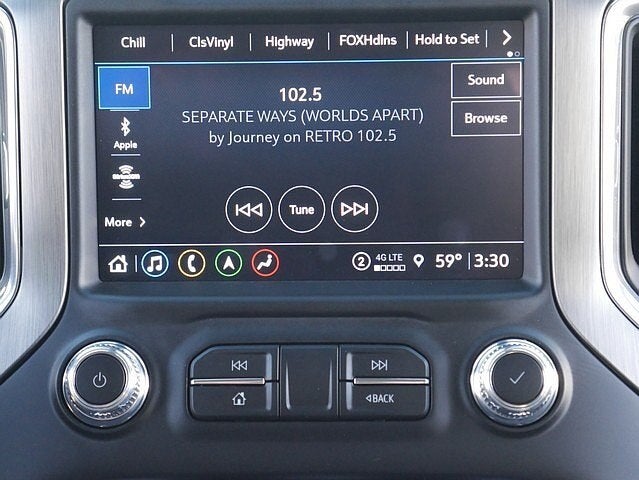 Chill ClsVinyl Highway FOXHdlns Hold to Set
FM
102.5
SEPARATE WAYS (WORLDS APART)
by Journey on RETRO 102.5
Sound
Browse
Apple
More
Tune
2 4G LTE 59° 3:30
BACK